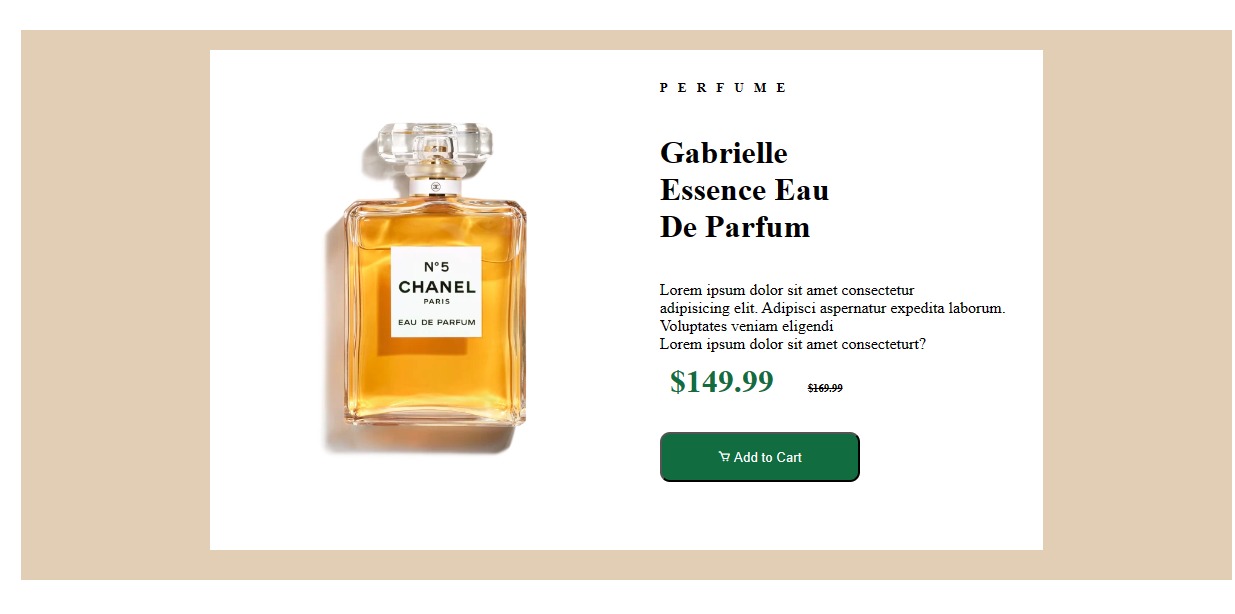 PERFUME
Gabrielle
Essence Eau
De Parfum
N°5
CHANEL
PARIS
EAU DE PARFUM
Lorem ipsum dolor sit amet consectetur
adipisicing elit. Adipisci aspernatur expedita laborum.
Voluptates veniam eligendi
Lorem ipsum dolor sit amet consecteturt?
$149.99 $169.99
Add to Cart